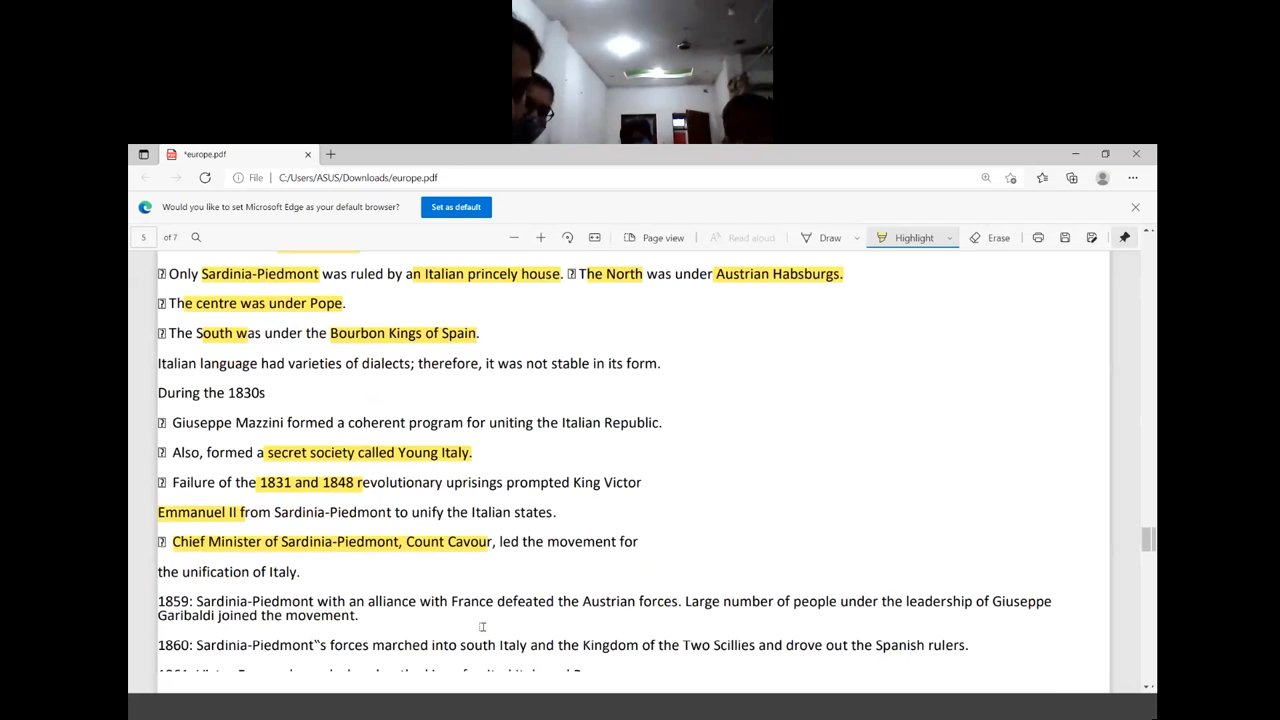 *europe.pdf
File
C:/Users/ASUS/Downloads/europe.pdf
Would you like to set Microsoft Edge as your default browser? Set as default
5 of 7 Page view Read aloud Draw Highlight Erase
Only Sardinia-Piedmont was ruled by an Italian princely house. The North was under Austrian Habsburgs.
The centre was under Pope.
The South was under the Bourbon Kings of Spain.
Italian language had varieties of dialects; therefore, it was not stable in its form.
During the 1830s
Giuseppe Mazzini formed a coherent program for uniting the Italian Republic.
Also, formed a secret society called Young Italy.
Failure of the 1831 and 1848 revolutionary uprisings prompted King Victor
Emmanuel II from Sardinia-Piedmont to unify the Italian states.
Chief Minister of Sardinia-Piedmont, Count Cavour, led the movement for
the unification of Italy.
1859: Sardinia-Piedmont with an alliance with France defeated the Austrian forces. Large number of people under the leadership of Giuseppe
Garibaldi joined the movement.
1860: Sardinia-Piedmont‟s forces marched into south Italy and the Kingdom of the Two Scillies and drove out the Spanish rulers.